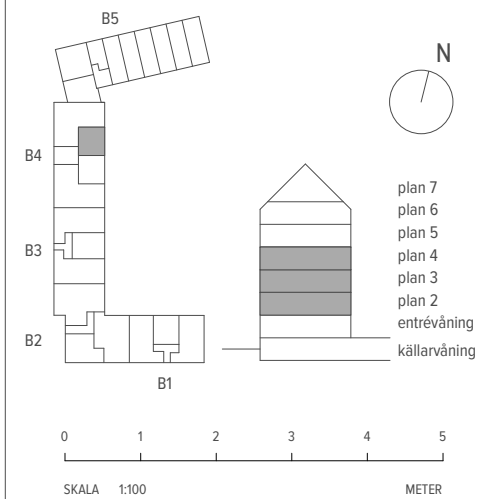 B5
N
B4
B3
B2
B1
plan 7
plan 6
plan 5
plan 4
plan 3
plan 2
entrévåning
källarvåning
0 1 2 3 4 5
SKALA 1:100 METER